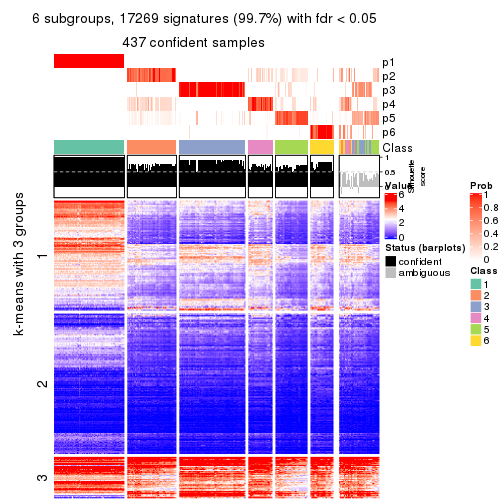 6 subgroups, 17269 signatures (99.7%) with fdr < 0.05
437 confident samples
p1
p2
p3
p4
p5
p6
Class
1
0.5
0
Silhouette
score
k-means with 3 groups
1
2
3
Value
6
4
2
0
Status (barplots)
confident
ambiguous
Prob
1
0.8
0.6
0.4
0.2
0
Class
1
2
3
4
5
6